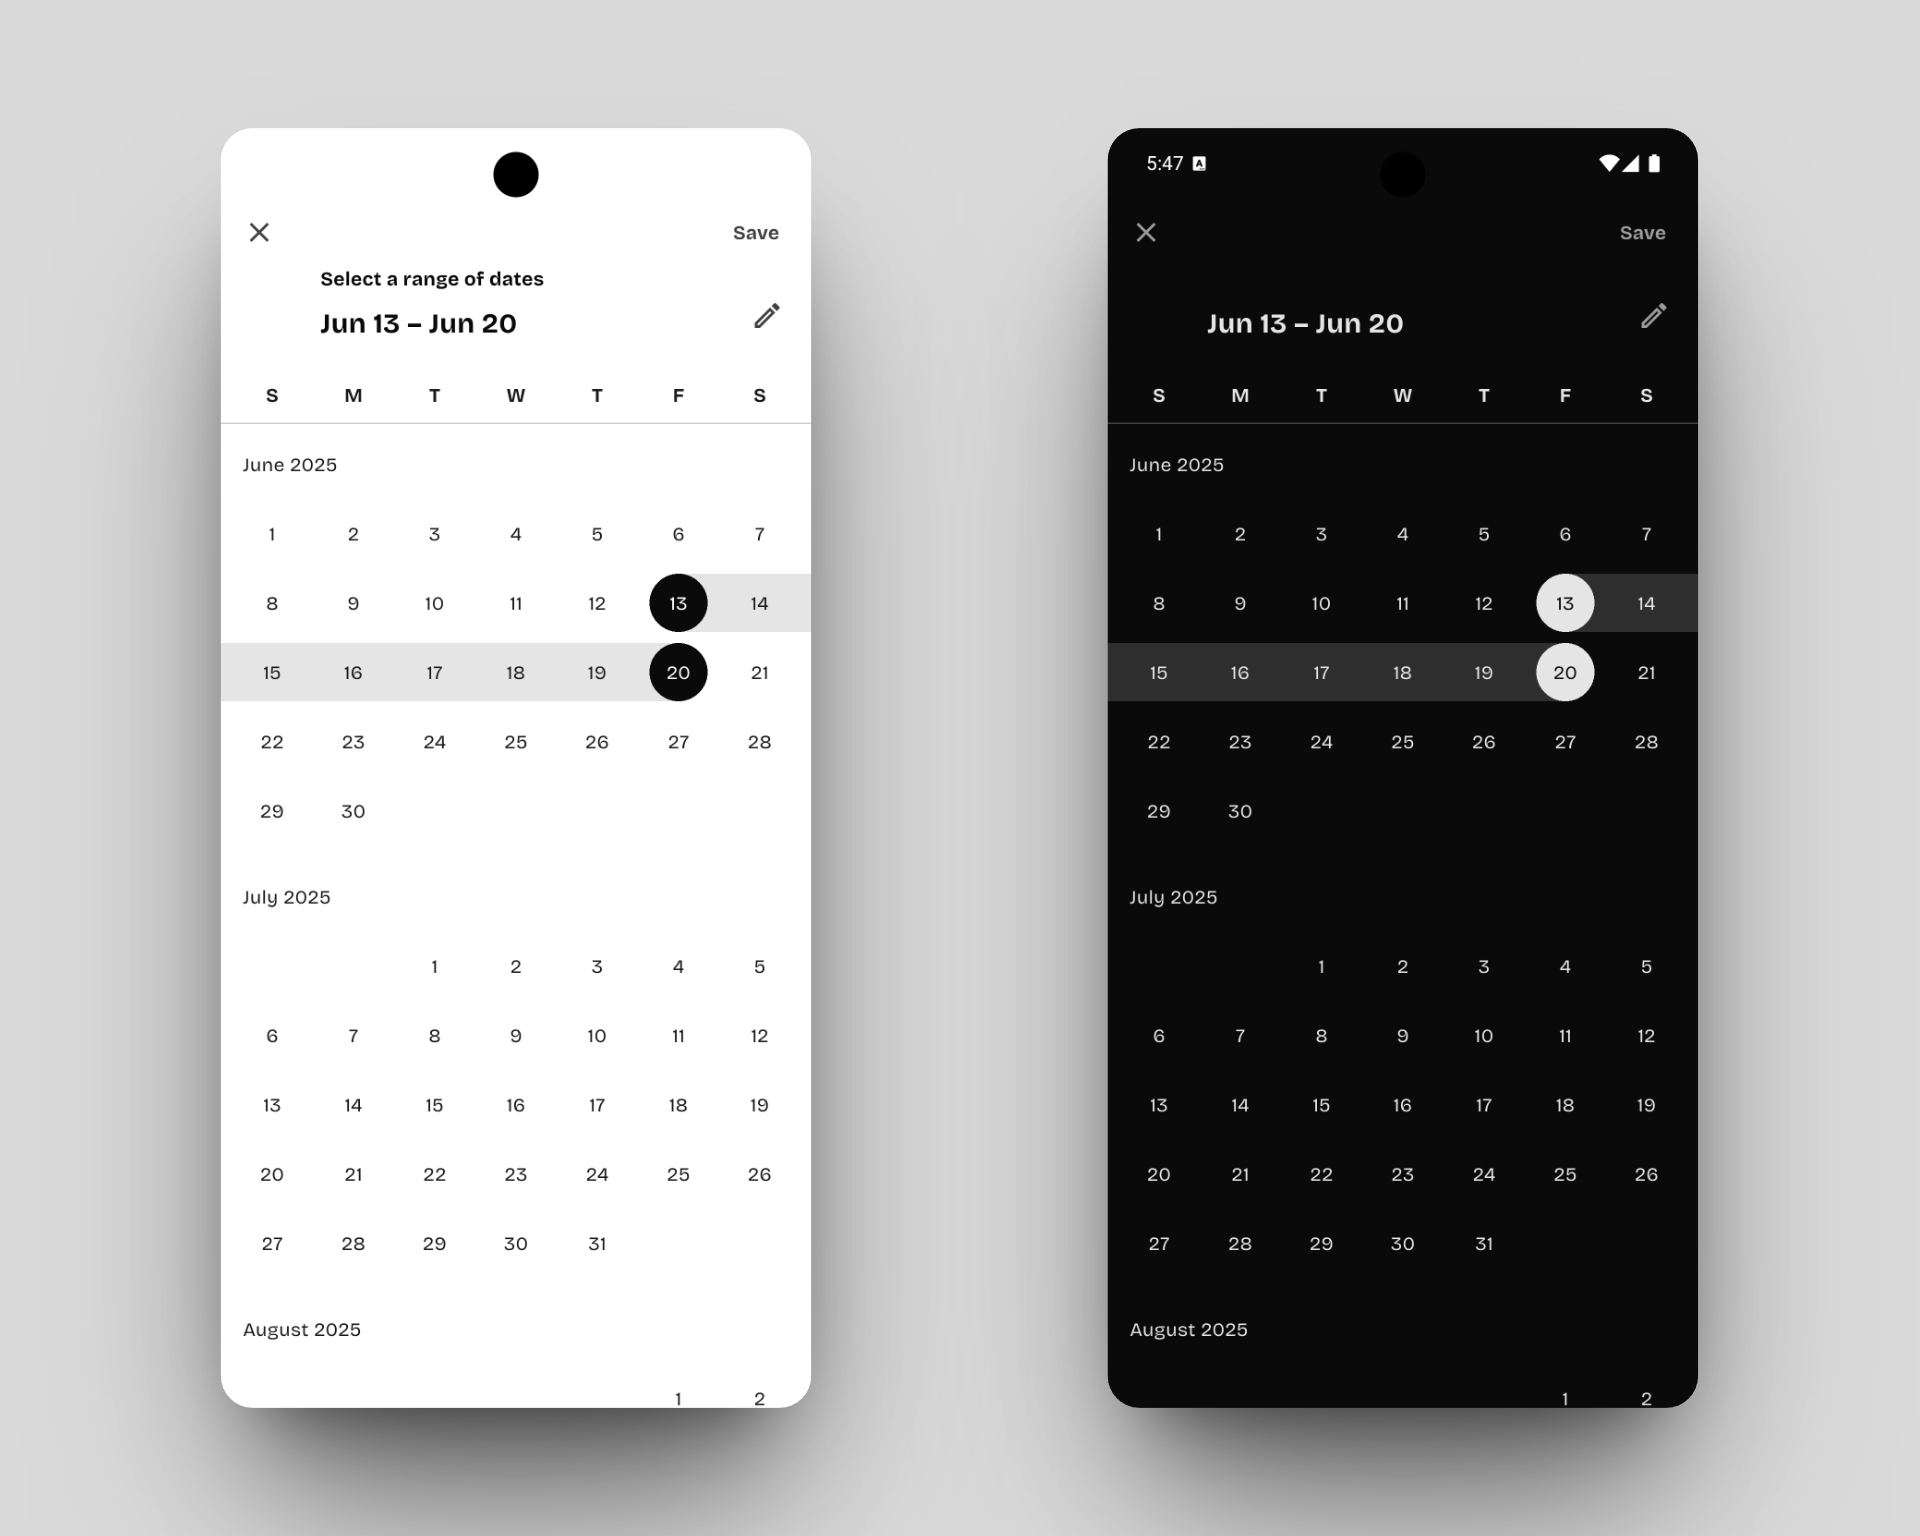 Save
Select a range of dates
Jun 13 – Jun 20
S M T W T F S
June 2025
1 2 3 4 5 6 7
8 9 10 11 12 13 14
15 16 17 18 19 20 21
22 23 24 25 26 27 28
29 30
July 2025
1 2 3 4 5
6 7 8 9 10 11 12
13 14 15 16 17 18 19
20 21 22 23 24 25 26
27 28 29 30 31
August 2025
1 2
5:47 A
Save
Jun 13 – Jun 20
S M T W T F S
June 2025
1 2 3 4 5 6 7
8 9 10 11 12 13 14
15 16 17 18 19 20 21
22 23 24 25 26 27 28
29 30
July 2025
1 2 3 4 5
6 7 8 9 10 11 12
13 14 15 16 17 18 19
20 21 22 23 24 25 26
27 28 29 30 31
August 2025
1 2